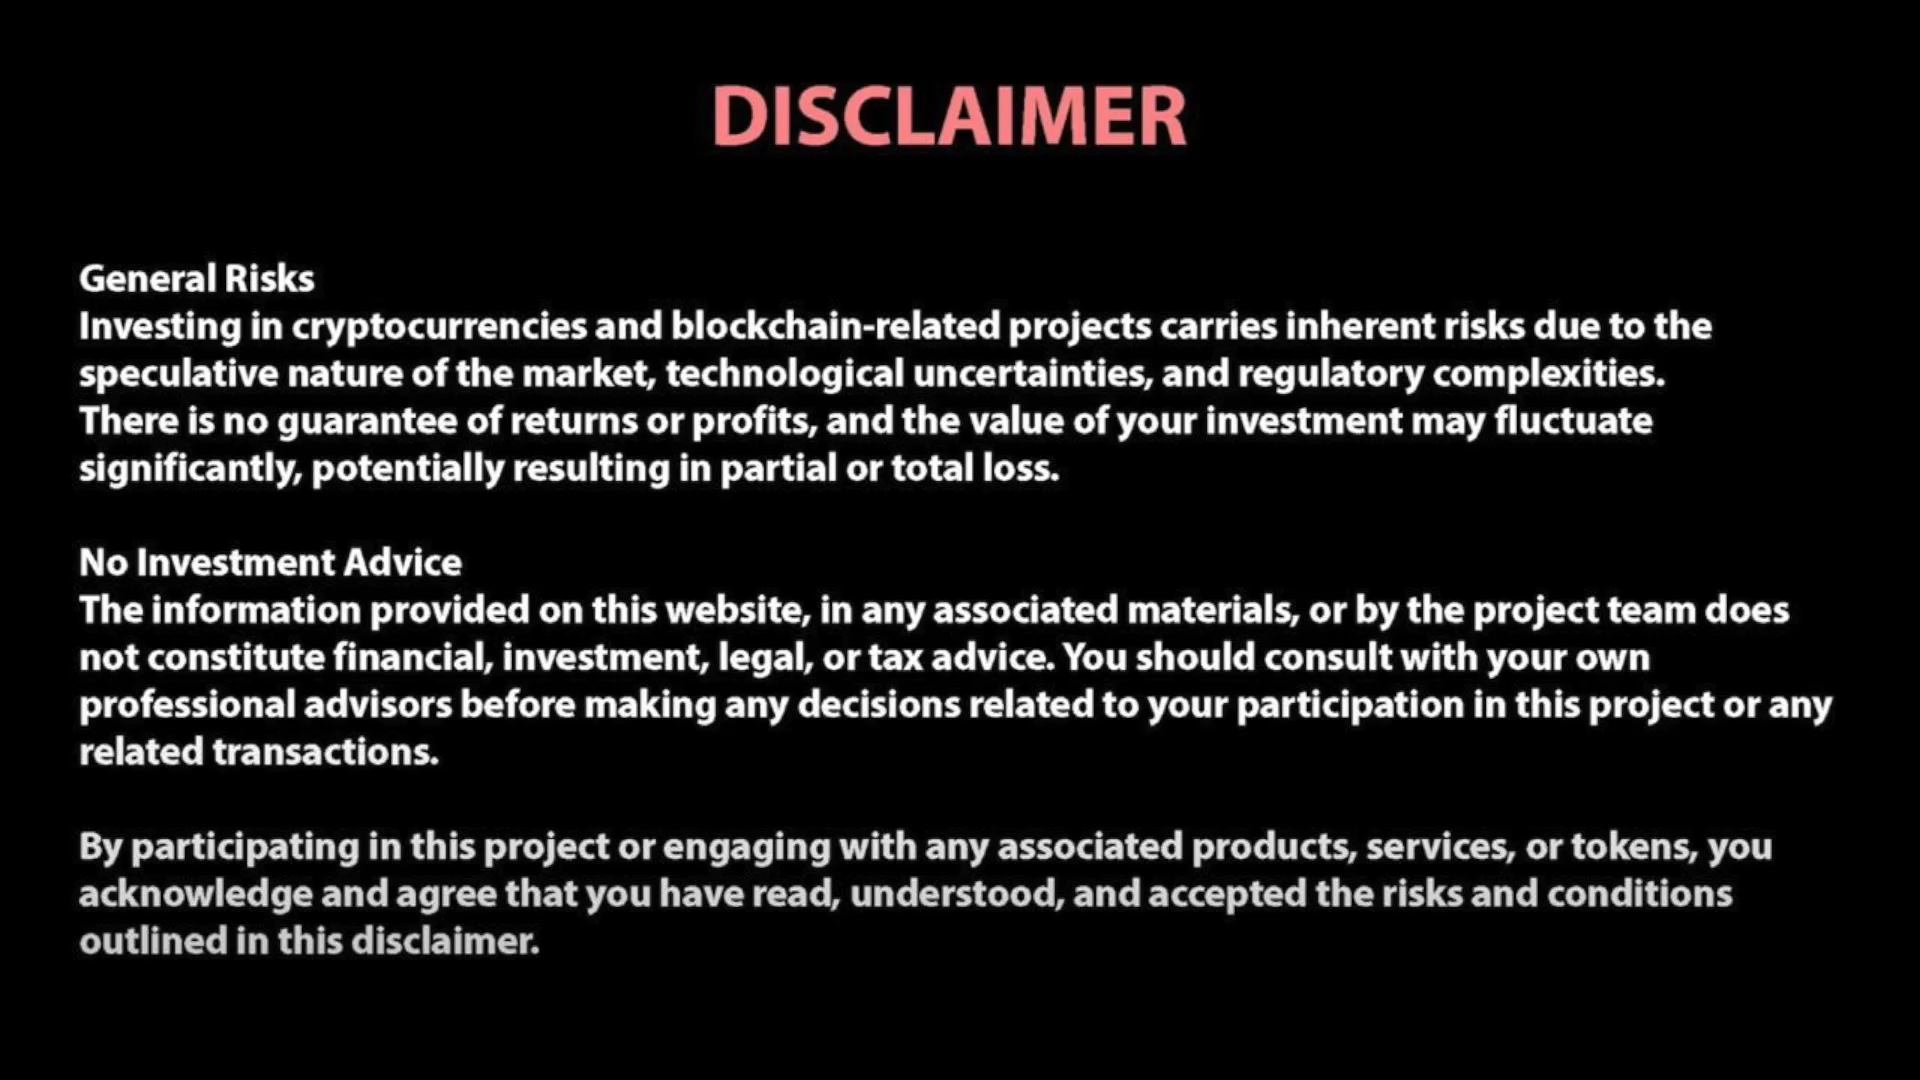 DISCLAIMER
General Risks
Investing in cryptocurrencies and blockchain-related projects carries inherent risks due to the
speculative nature of the market, technological uncertainties, and regulatory complexities.
There is no guarantee of returns or profits, and the value of your investment may fluctuate
significantly, potentially resulting in partial or total loss.
No Investment Advice
The information provided on this website, in any associated materials, or by the project team does
not constitute financial, investment, legal, or tax advice. You should consult with your own
professional advisors before making any decisions related to your participation in this project or any
related transactions.
By participating in this project or engaging with any associated products, services, or tokens, you
acknowledge and agree that you have read, understood, and accepted the risks and conditions
outlined in this disclaimer.